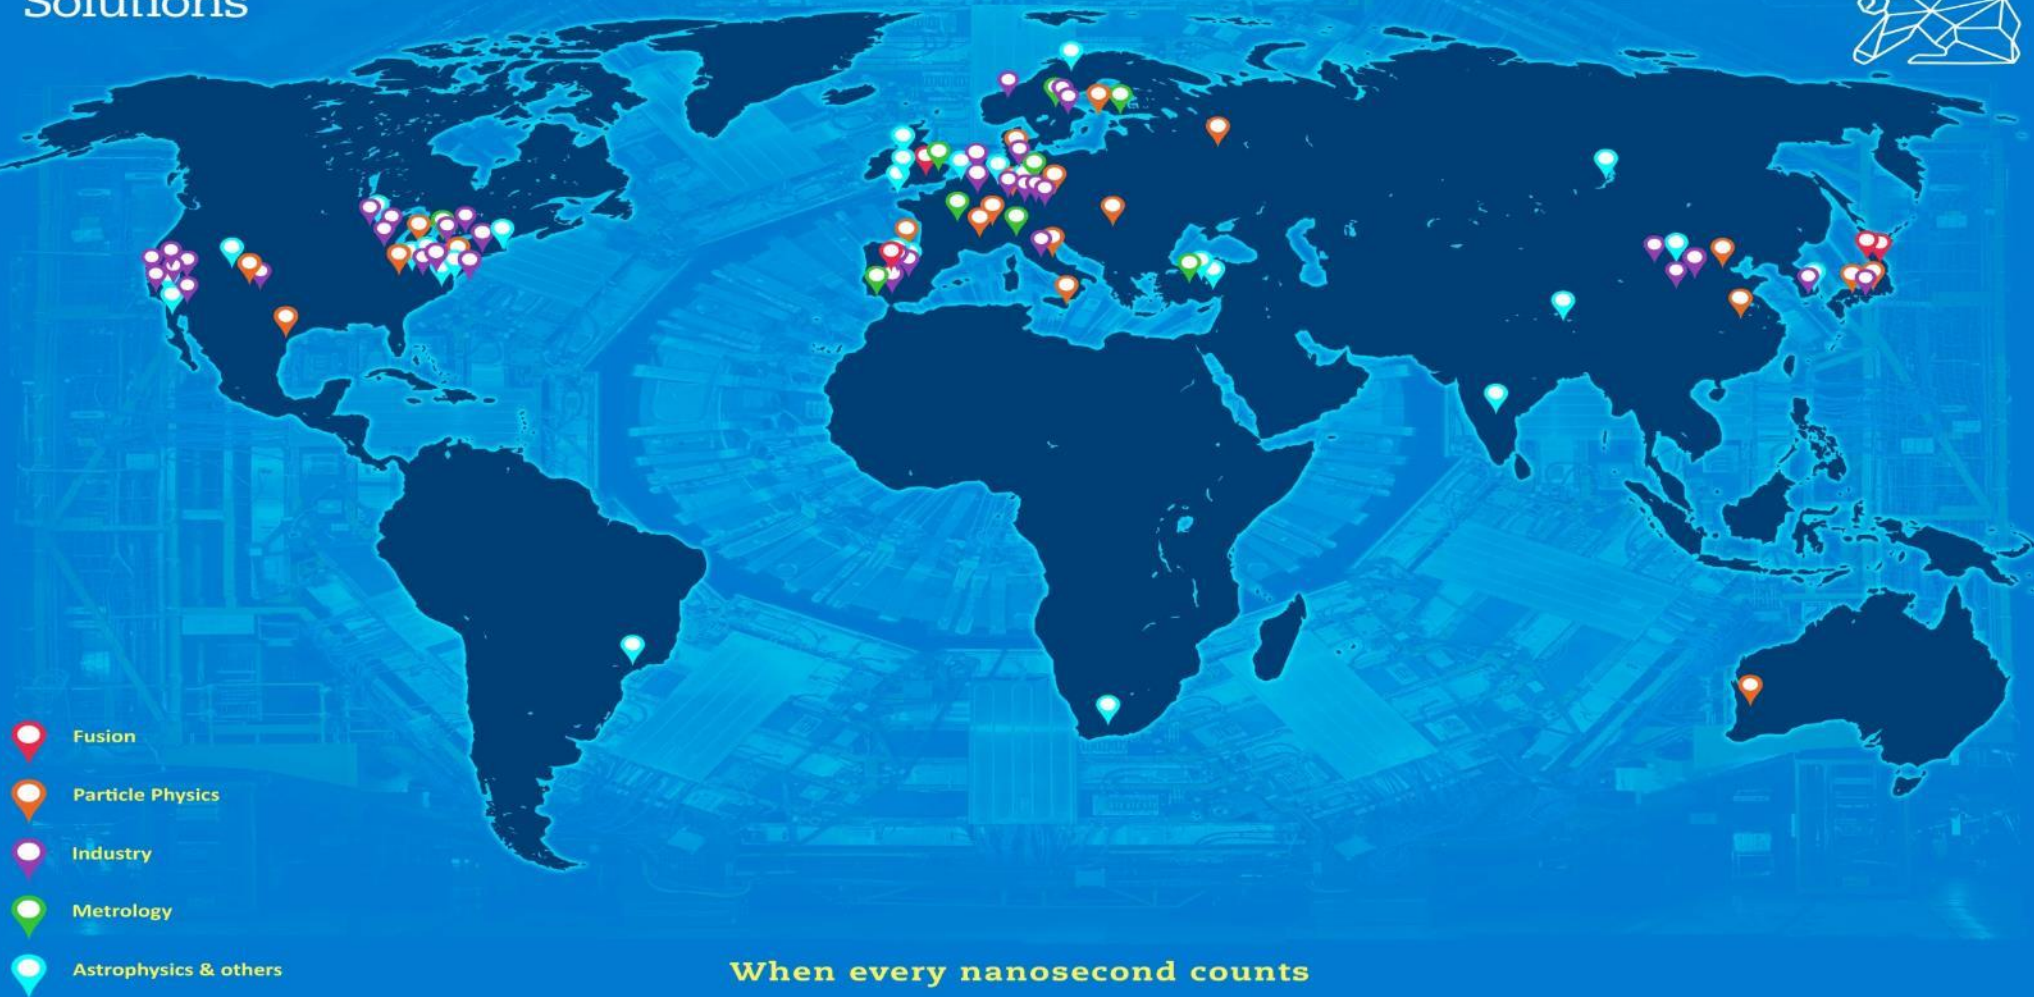 Solutions
Fusion
Particle Physics
Industry
Metrology
Astrophysics & others
When every nanosecond counts